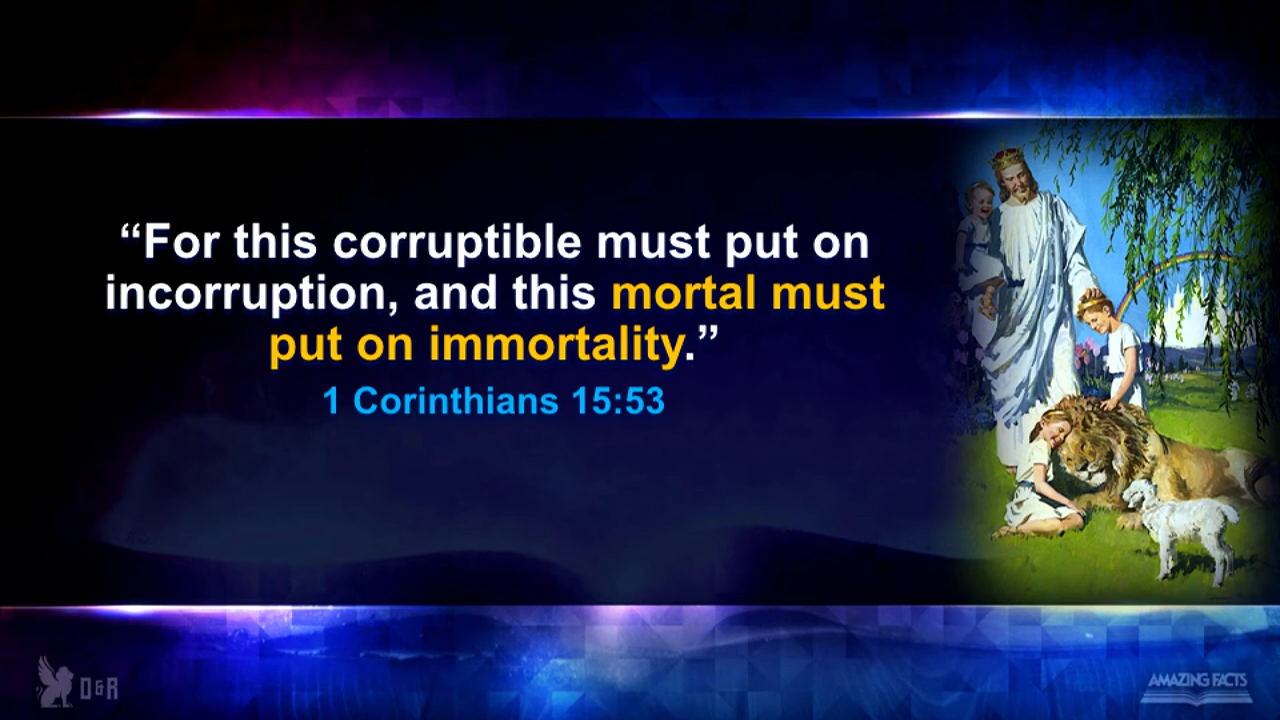 “For this corruptible must put on
incorruption, and this mortal must
put on immortality.”
1 Corinthians 15:53
D&R
AMAZING FACTS